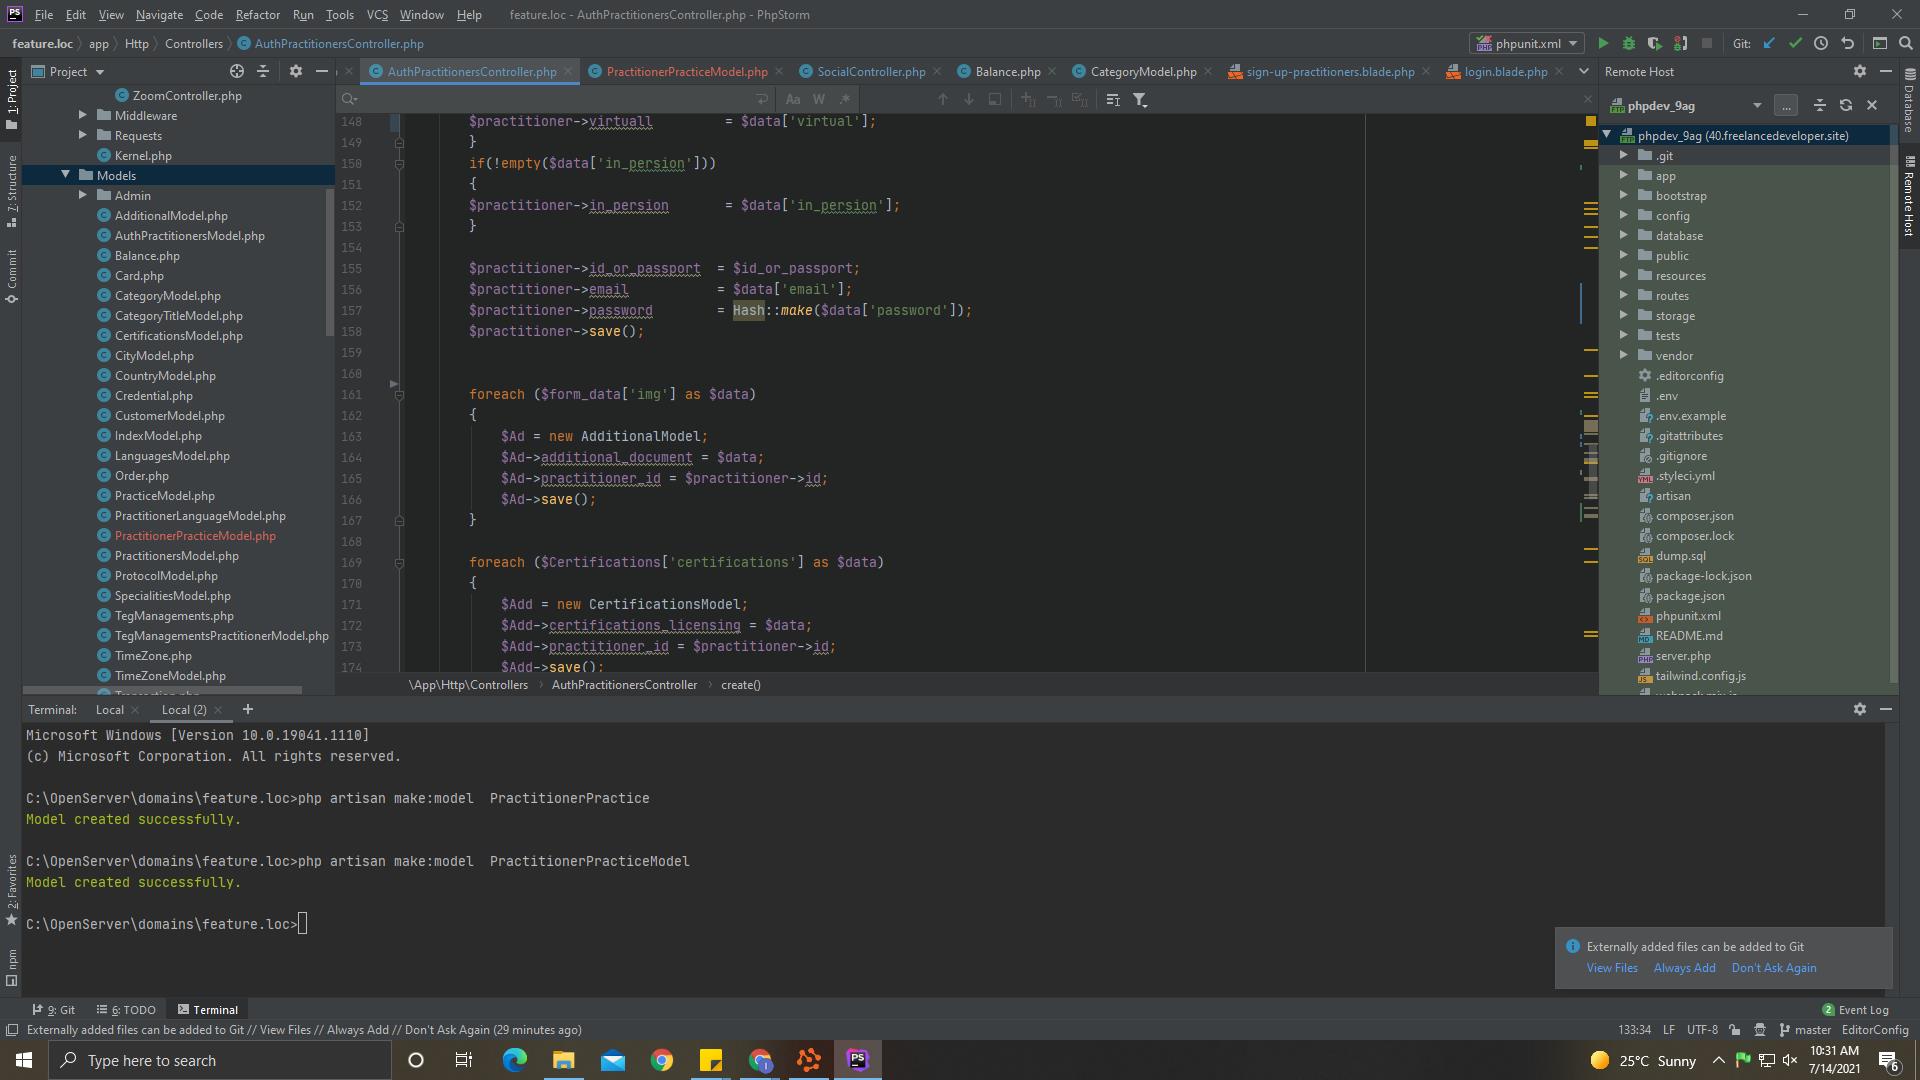 File Edit View Navigate Code Refactor Run Tools VCS Window Help feature.loc - AuthPractitionersController.php - PhpStorm
feature.loc app Http Controllers AuthPractitionersController.php phpunit.xml Git:
Project AuthPractitionersController.php PractitionerPracticeModel.php SocialController.php Balance.php CategoryModel.php sign-up-practitioners.blade.php login.blade.php Remote Host
1: Project
7: Structure
Commit
2: Favorites
npm
ZoomController.php
Middleware
Requests
Kernel.php
Models
Admin
AdditionalModel.php
AuthPractitionersModel.php
Balance.php
Card.php
CategoryModel.php
CategoryTitleModel.php
CertificationsModel.php
CityModel.php
CountryModel.php
Credential.php
CustomerModel.php
IndexModel.php
LanguagesModel.php
Order.php
PracticeModel.php
PractitionerLanguageModel.php
PractitionerPracticeModel.php
PractitionersModel.php
ProtocolModel.php
SpecialitiesModel.php
TegManagements.php
TegManagementsPractitionerModel.php
TimeZone.php
TimeZoneModel.php
Aa W .*
148 $practitioner->virtuall = $data['virtual'];
149 }
150 if(!empty($data['in_persion']))
151 {
152 $practitioner->in_persion = $data['in_persion'];
153 }
154
155 $practitioner->id_or_passport = $id_or_passport;
156 $practitioner->email = $data['email'];
157 $practitioner->password = Hash::make($data['password']);
158 $practitioner->save();
159
160
161 foreach ($form_data['img'] as $data)
162 {
163 $Ad = new AdditionalModel;
164 $Ad->additional_document = $data;
165 $Ad->practitioner_id = $practitioner->id;
166 $Ad->save();
167 }
168
169 foreach ($Certifications['certifications'] as $data)
170 {
171 $Add = new CertificationsModel;
172 $Add->certifications_licensing = $data;
173 $Add->practitioner_id = $practitioner->id;
174 $Add->save();
\App\Http\Controllers AuthPractitionersController create()
phpdev_9ag ...
phpdev_9ag (40.freelancedeveloper.site)
.git
app
bootstrap
config
database
public
resources
routes
storage
tests
vendor
.editorconfig
.env
.env.example
.gitattributes
.gitignore
.styleci.yml
artisan
composer.json
composer.lock
dump.sql
package-lock.json
package.json
phpunit.xml
README.md
server.php
tailwind.config.js
Database
Remote Host
Terminal: Local Local (2) +
Microsoft Windows [Version 10.0.19041.1110]
(c) Microsoft Corporation. All rights reserved.
C:\OpenServer\domains\feature.loc>php artisan make:model  PractitionerPractice
Model created successfully.
C:\OpenServer\domains\feature.loc>php artisan make:model  PractitionerPracticeModel
Model created successfully.
C:\OpenServer\domains\feature.loc>
Externally added files can be added to Git
View Files Always Add Don't Ask Again
9: Git 6: TODO Terminal 2 Event Log
Externally added files can be added to Git // View Files // Always Add // Don't Ask Again (29 minutes ago) 133:34 LF UTF-8 master EditorConfig
Type here to search PS 25°C Sunny 10:31 AM
7/14/2021 6